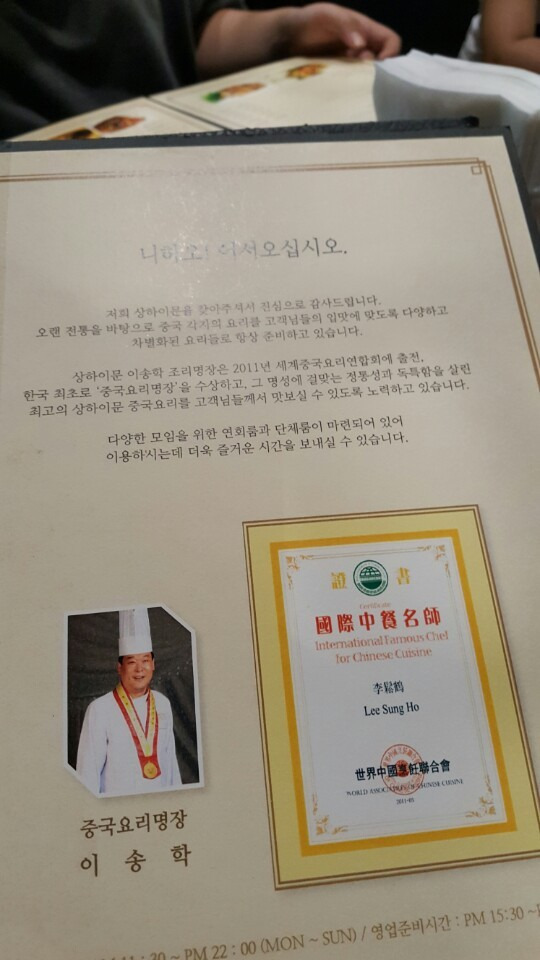 니하오! 어서오십시오.
저희 상하이문을 찾아주셔서 진심으로 감사드립니다.
오랜 전통을 바탕으로 중국 각지의 요리를 고객님들의 입맛에 맞도록 다양하고
차별화된 요리들로 항상 준비하고 있습니다.
상하이문 이송학 조리명장은 2011년 세계중국요리연합회에 출전,
한국 최초로 '중국요리명장'을 수상하고, 그 명성에 걸맞는 정통성과 독특함을 살린
최고의 상하이문 중국요리를 고객님들께서 맛보실 수 있도록 노력하고 있습니다.
다양한 모임을 위한 연회룸과 단체룸이 마련되어 있어
이용하시는데 더욱 즐거운 시간을 보내실 수 있습니다.
證 書
Certificate
國際中餐名師
International Famous Chef
for Chinese Cuisine
李鬆鶴
Lee Sung Ho
世界中國烹飪聯合會
WORLD ASSOCIATION OF CHINESE CUISINE
2011-05
중국요리명장
이 송 학
: 30 ~ PM 22 : 00 (MON ~ SUN) / 영업준비시간 : PM 15:30 ~